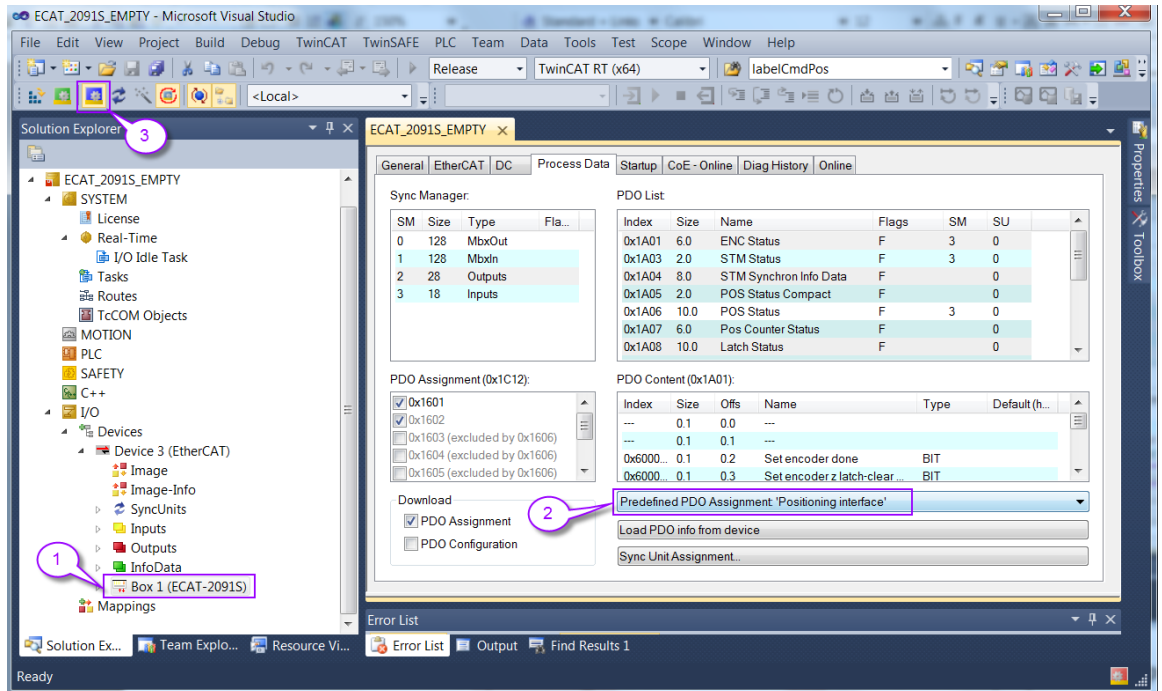 ECAT_2091S_EMPTY - Microsoft Visual Studio
File Edit View Project Build Debug TwinCAT TwinSAFE PLC Team Data Tools Test Scope Window Help
Release TwinCAT RT (x64) labelCmdPos
<Local>
3
Solution Explorer
ECAT_2091S_EMPTY
SYSTEM
License
Real-Time
I/O Idle Task
Tasks
Routes
TcCOM Objects
MOTION
PLC
SAFETY
C++
I/O
Devices
Device 3 (EtherCAT)
Image
Image-Info
SyncUnits
Inputs
Outputs
InfoData
1
Box 1 (ECAT-2091S)
Mappings
Solution Ex... Team Explo... Resource Vi...
ECAT_2091S_EMPTY
General EtherCAT DC Process Data Startup CoE - Online Diag History Online
Sync Manager:
SM Size Type Fla...
0 128 MbxOut
1 128 MbxIn
2 28 Outputs
3 18 Inputs
PDO List:
Index Size Name Flags SM SU
0x1A01 6.0 ENC Status F 3 0
0x1A03 2.0 STM Status F 3 0
0x1A04 8.0 STM Synchron Info Data F 0
0x1A05 2.0 POS Status Compact F 0
0x1A06 10.0 POS Status F 3 0
0x1A07 6.0 Pos Counter Status F 0
0x1A08 10.0 Latch Status F 0
PDO Assignment (0x1C12):
0x1601
0x1602
0x1603 (excluded by 0x1606)
0x1604 (excluded by 0x1606)
0x1605 (excluded by 0x1606)
PDO Content (0x1A01):
Index Size Offs Name Type Default (h...
--- 0.1 0.0 ---
--- 0.1 0.1 ---
0x6000... 0.1 0.2 Set encoder done BIT
0x6000... 0.1 0.3 Set encoder z latch-clear ... BIT
Download
PDO Assignment
PDO Configuration
2
Predefined PDO Assignment: 'Positioning interface'
Load PDO info from device
Sync Unit Assignment...
Error List
Error List Output Find Results 1
Properties
Toolbox
Ready